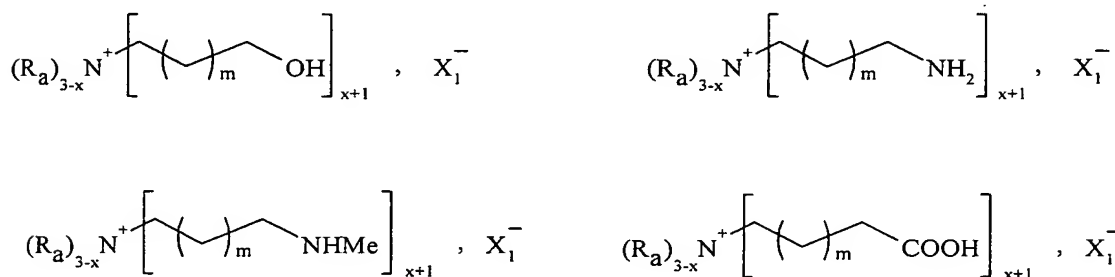 (Rₐ)₃₋ₓN⁺ [ ( )ₘ OH ]ₓ₊₁ , X₁⁻
(Rₐ)₃₋ₓN⁺ [ ( )ₘ NH₂ ]ₓ₊₁ , X₁⁻
(Rₐ)₃₋ₓN⁺ [ ( )ₘ NHMe ]ₓ₊₁ , X₁⁻
(Rₐ)₃₋ₓN⁺ [ ( )ₘ COOH ]ₓ₊₁ , X₁⁻